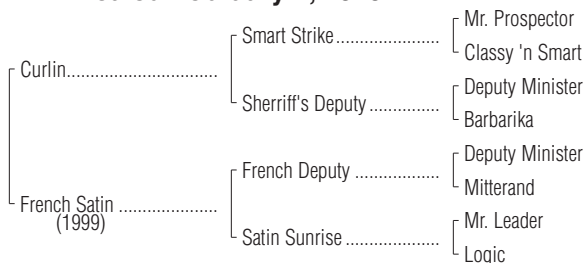 Mr. Prospector
Smart Strike
Classy 'n Smart
Curlin
Deputy Minister
Sherriff's Deputy
Barbarika
Deputy Minister
French Deputy
Mitterand
French Satin
(1999)
Mr. Leader
Satin Sunrise
Logic